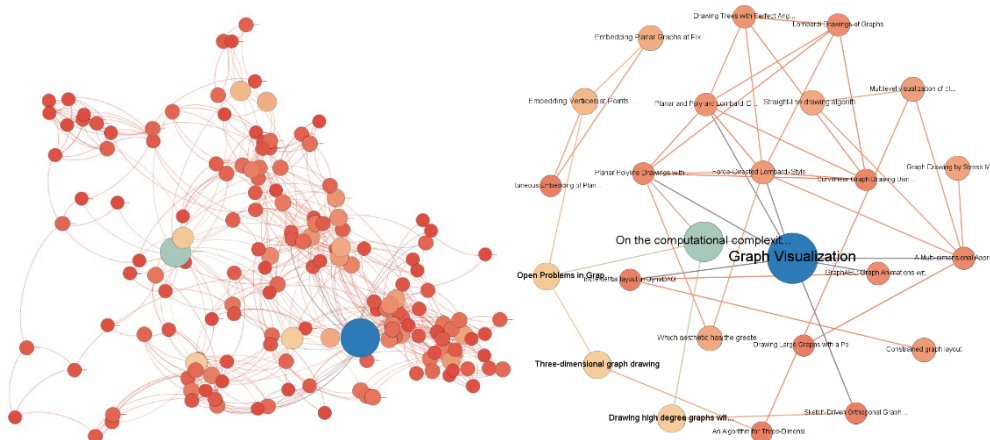 Drawing Trees with Perfect Ang...
Lombardi Drawings of Graphs
Embedding Planar Graphs at Fix...
Multilevel visualization of cl...
Embedding Vertices at Points ...
Planar and Poly-arc Lombardi D...
Straight-line drawing algorith...
Graph Drawing by Stress M
Planar Polyline Drawings with ...
Force-Directed Lombardi-Style ...
Curvilinear Graph Drawing Usin...
taneous Embedding of Plan...
On the computational complexit...
Graph Visualization
A Multi-dimensional Appr
Open Problems in Grap...
Incremental layout in DynaDAG
GraphAEL: Graph Animations wit...
Which aesthetic has the greate...
Drawing Large Graphs with a Po...
Constrained graph layout
Three-dimensional graph drawing
Drawing high degree graphs wit...
Sketch-Driven Orthogonal Graph ...
An Algorithm for Three-Dimensi...